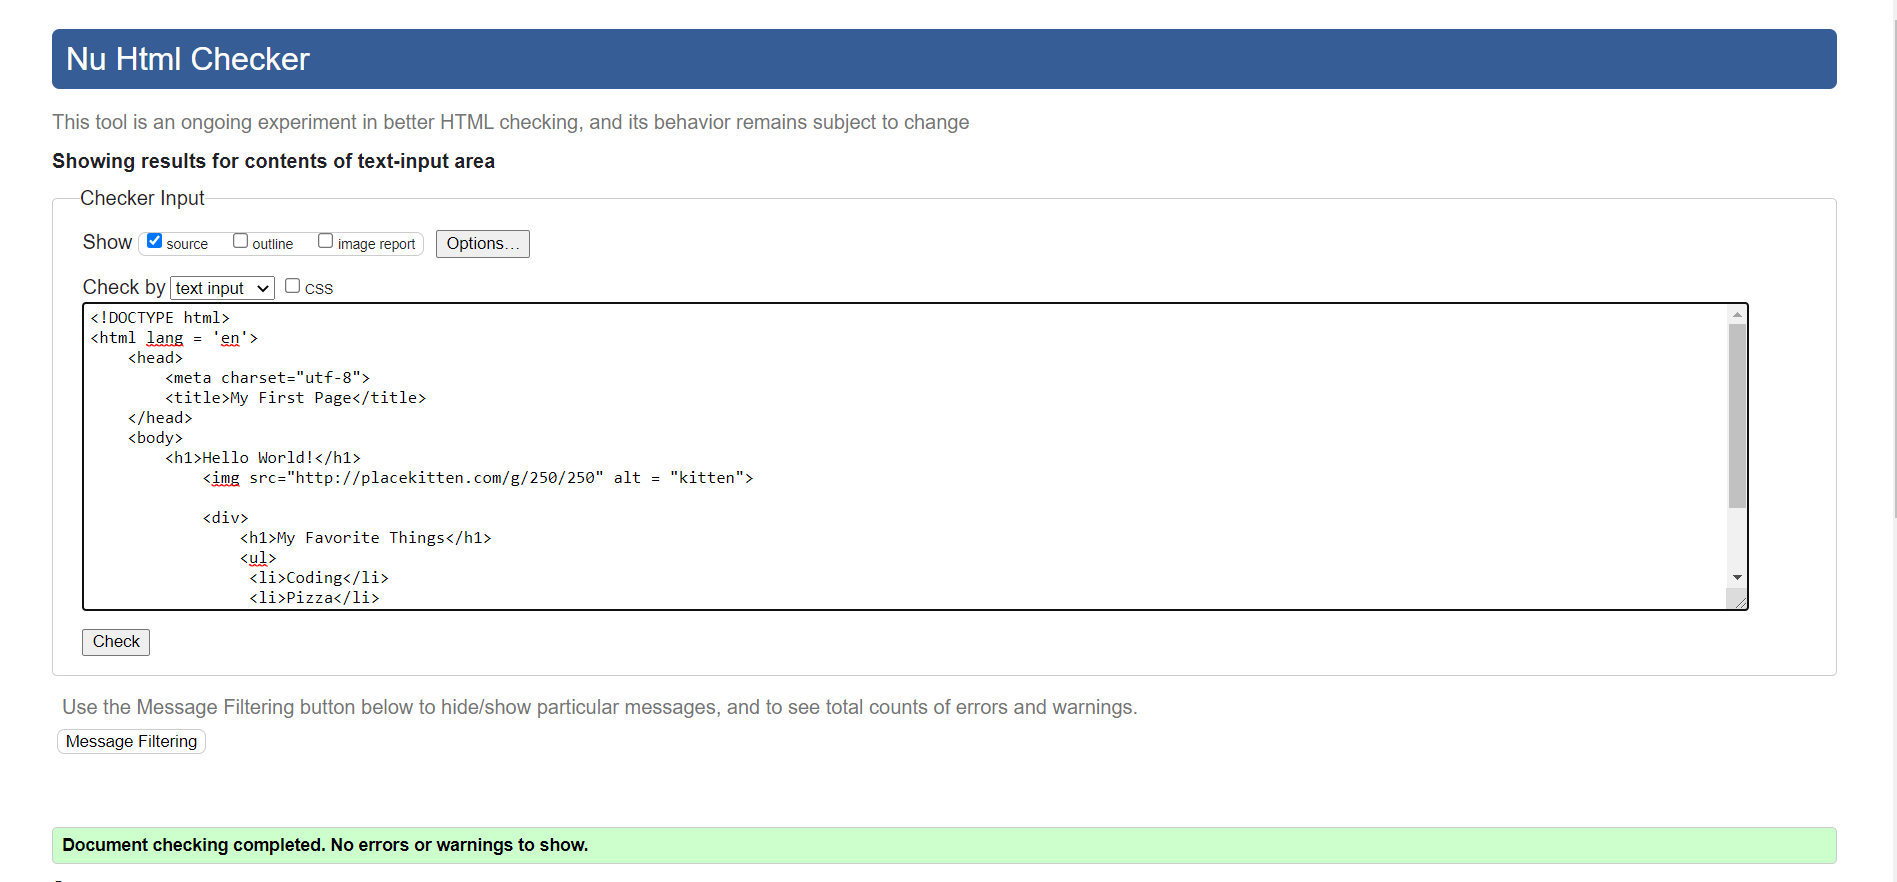 Nu Html Checker
This tool is an ongoing experiment in better HTML checking, and its behavior remains subject to change
Showing results for contents of text-input area
Checker Input
Show source outline image report Options...
Check by text input CSS
<!DOCTYPE html>
<html lang = 'en'>
    <head>
        <meta charset="utf-8">
        <title>My First Page</title>
    </head>
    <body>
        <h1>Hello World!</h1>
            <img src="http://placekitten.com/g/250/250" alt = "kitten">
            <div>
                <h1>My Favorite Things</h1>
                <ul>
                 <li>Coding</li>
                 <li>Pizza</li>
Check
Use the Message Filtering button below to hide/show particular messages, and to see total counts of errors and warnings.
Message Filtering
Document checking completed. No errors or warnings to show.